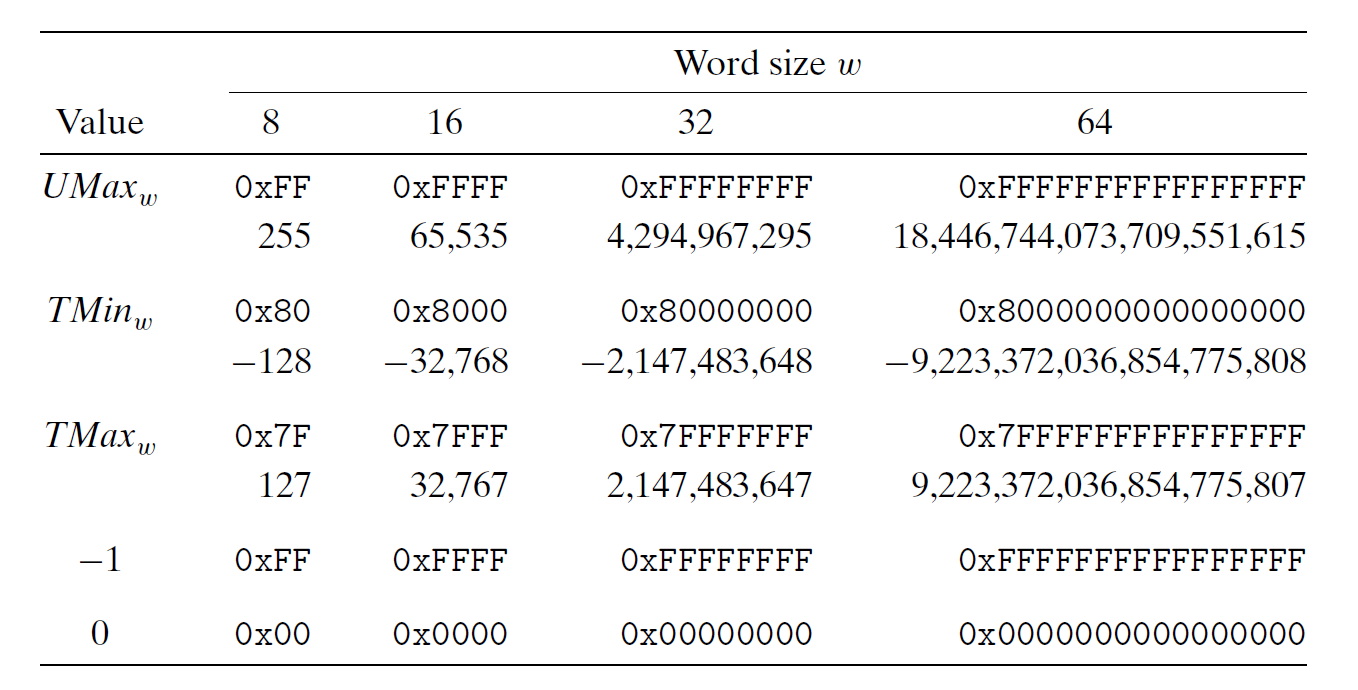 Word size w
Value 8 16 32 64
UMaxw 0xFF 0xFFFF 0xFFFFFFFF 0xFFFFFFFFFFFFFFFF
255 65,535 4,294,967,295 18,446,744,073,709,551,615
TMinw 0x80 0x8000 0x80000000 0x8000000000000000
−128 −32,768 −2,147,483,648 −9,223,372,036,854,775,808
TMaxw 0x7F 0x7FFF 0x7FFFFFFF 0x7FFFFFFFFFFFFFFF
127 32,767 2,147,483,647 9,223,372,036,854,775,807
−1 0xFF 0xFFFF 0xFFFFFFFF 0xFFFFFFFFFFFFFFFF
0 0x00 0x0000 0x00000000 0x0000000000000000